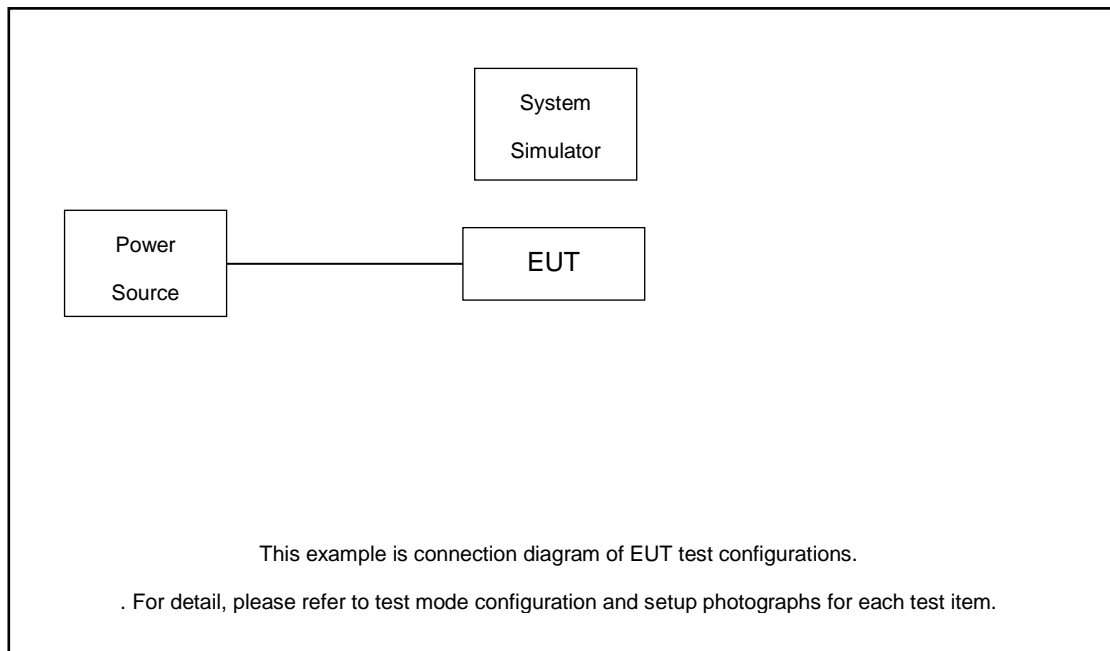 System
Simulator
Power
Source
EUT
This example is connection diagram of EUT test configurations.
. For detail, please refer to test mode configuration and setup photographs for each test item.